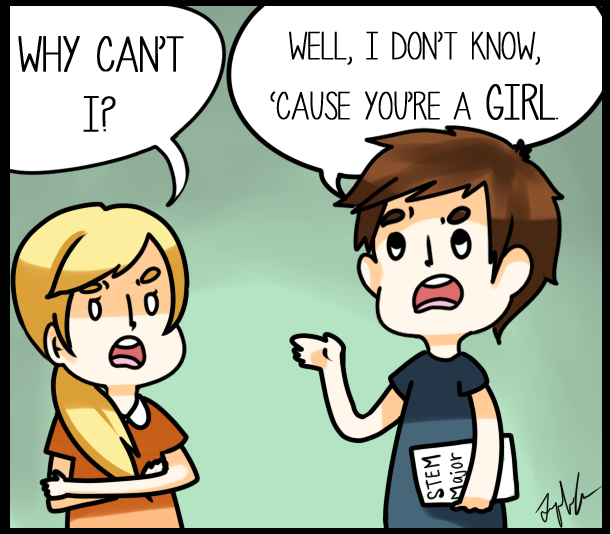 WHY CAN'T
I?
WELL, I DON'T KNOW,
'CAUSE YOU'RE A GIRL.
STEM
Major